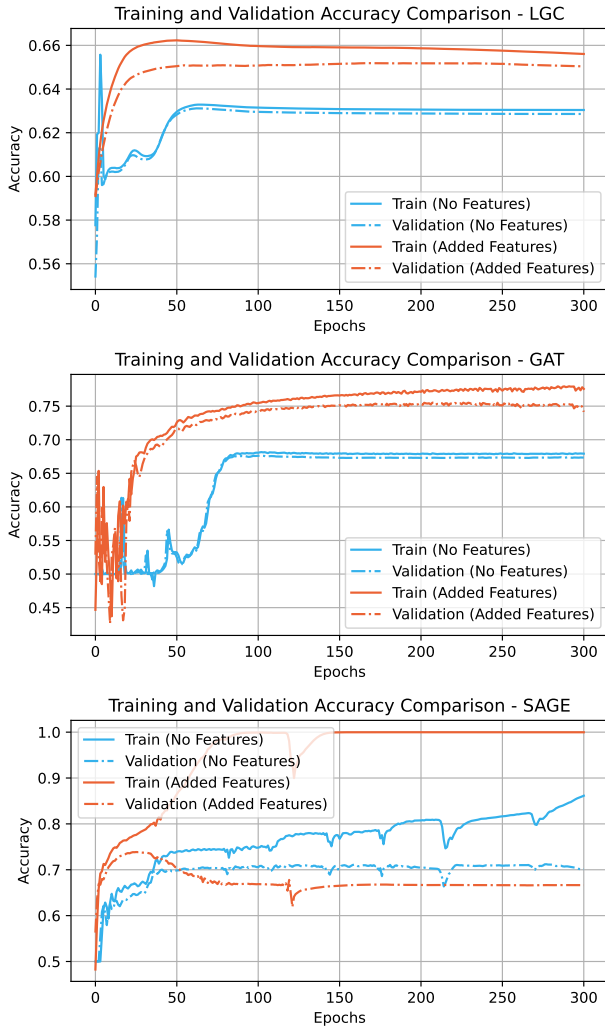 Training and Validation Accuracy Comparison - LGC
0.66
0.64
0.62
0.60
0.58
0.56
Accuracy
Train (No Features)
Validation (No Features)
Train (Added Features)
Validation (Added Features)
0 50 100 150 200 250 300
Epochs
Training and Validation Accuracy Comparison - GAT
0.75
0.70
0.65
0.60
0.55
0.50
0.45
Accuracy
Train (No Features)
Validation (No Features)
Train (Added Features)
Validation (Added Features)
0 50 100 150 200 250 300
Epochs
Training and Validation Accuracy Comparison - SAGE
1.0
0.9
0.8
0.7
0.6
0.5
Accuracy
Train (No Features)
Validation (No Features)
Train (Added Features)
Validation (Added Features)
0 50 100 150 200 250 300
Epochs